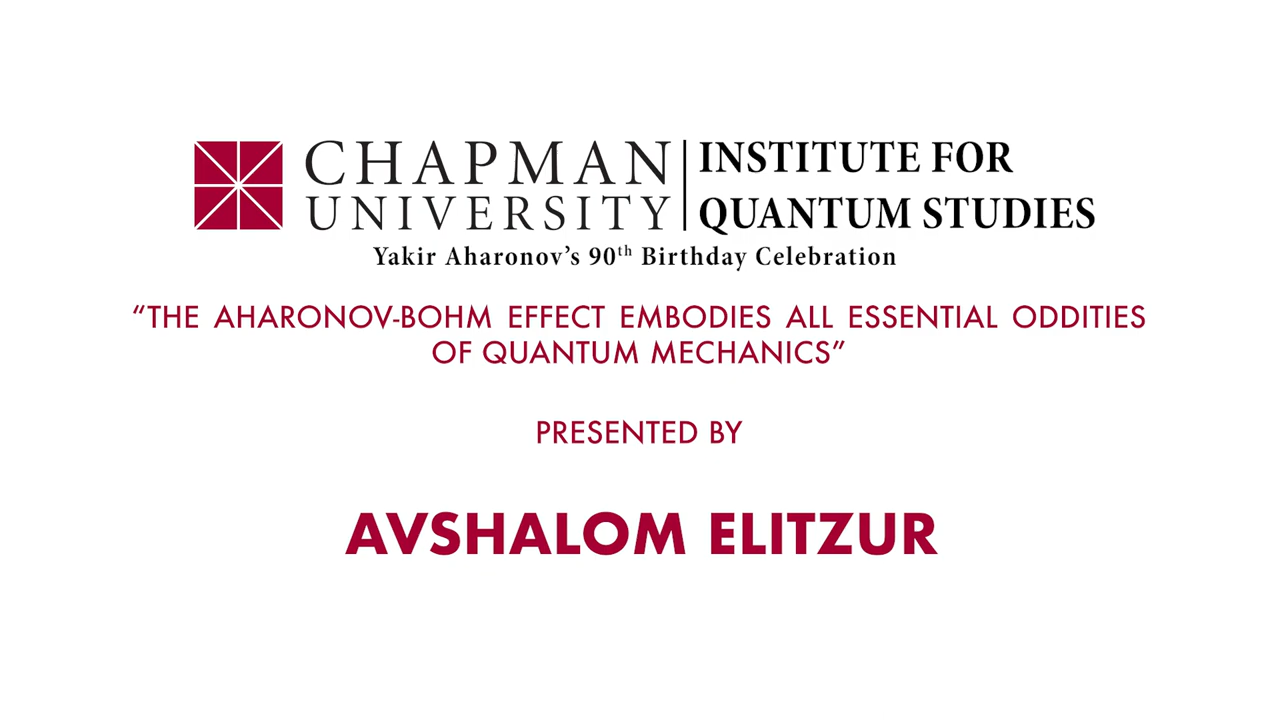 CHAPMAN UNIVERSITY
INSTITUTE FOR QUANTUM STUDIES
Yakir Aharonov’s 90th Birthday Celebration
“THE AHARONOV-BOHM EFFECT EMBODIES ALL ESSENTIAL ODDITIES
OF QUANTUM MECHANICS”
PRESENTED BY
AVSHALOM ELITZUR